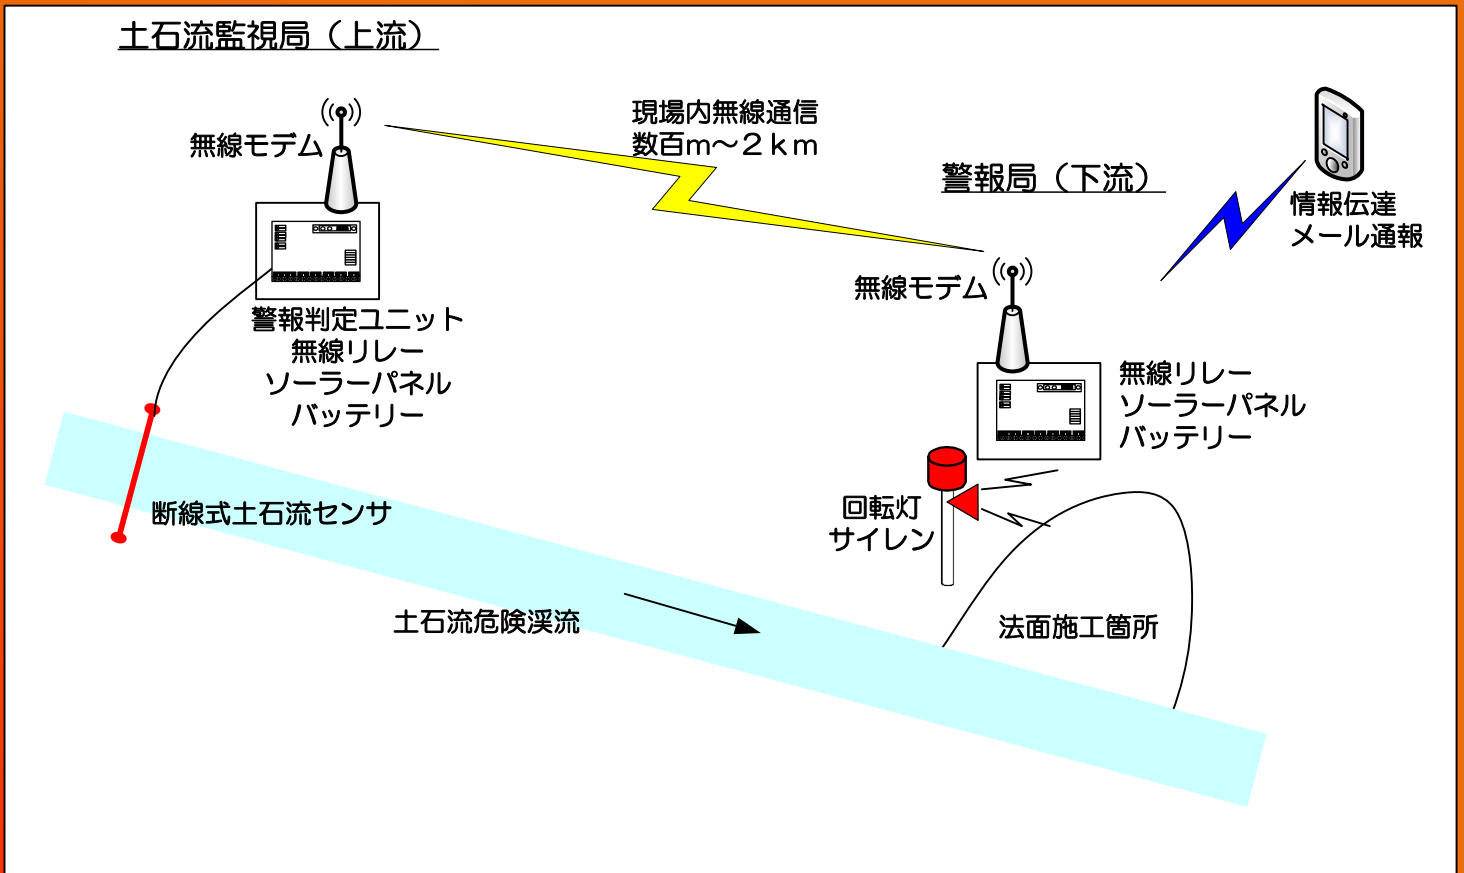 土石流監視局（上流）
現場内無線通信
数百m～２ｋｍ
無線モデム
警報局（下流）
情報伝達
メール通報
無線モデム
警報判定ユニット
無線リレー
ソーラーパネル
バッテリー
無線リレー
ソーラーパネル
バッテリー
断線式土石流センサ
回転灯
サイレン
土石流危険渓流
法面施工箇所